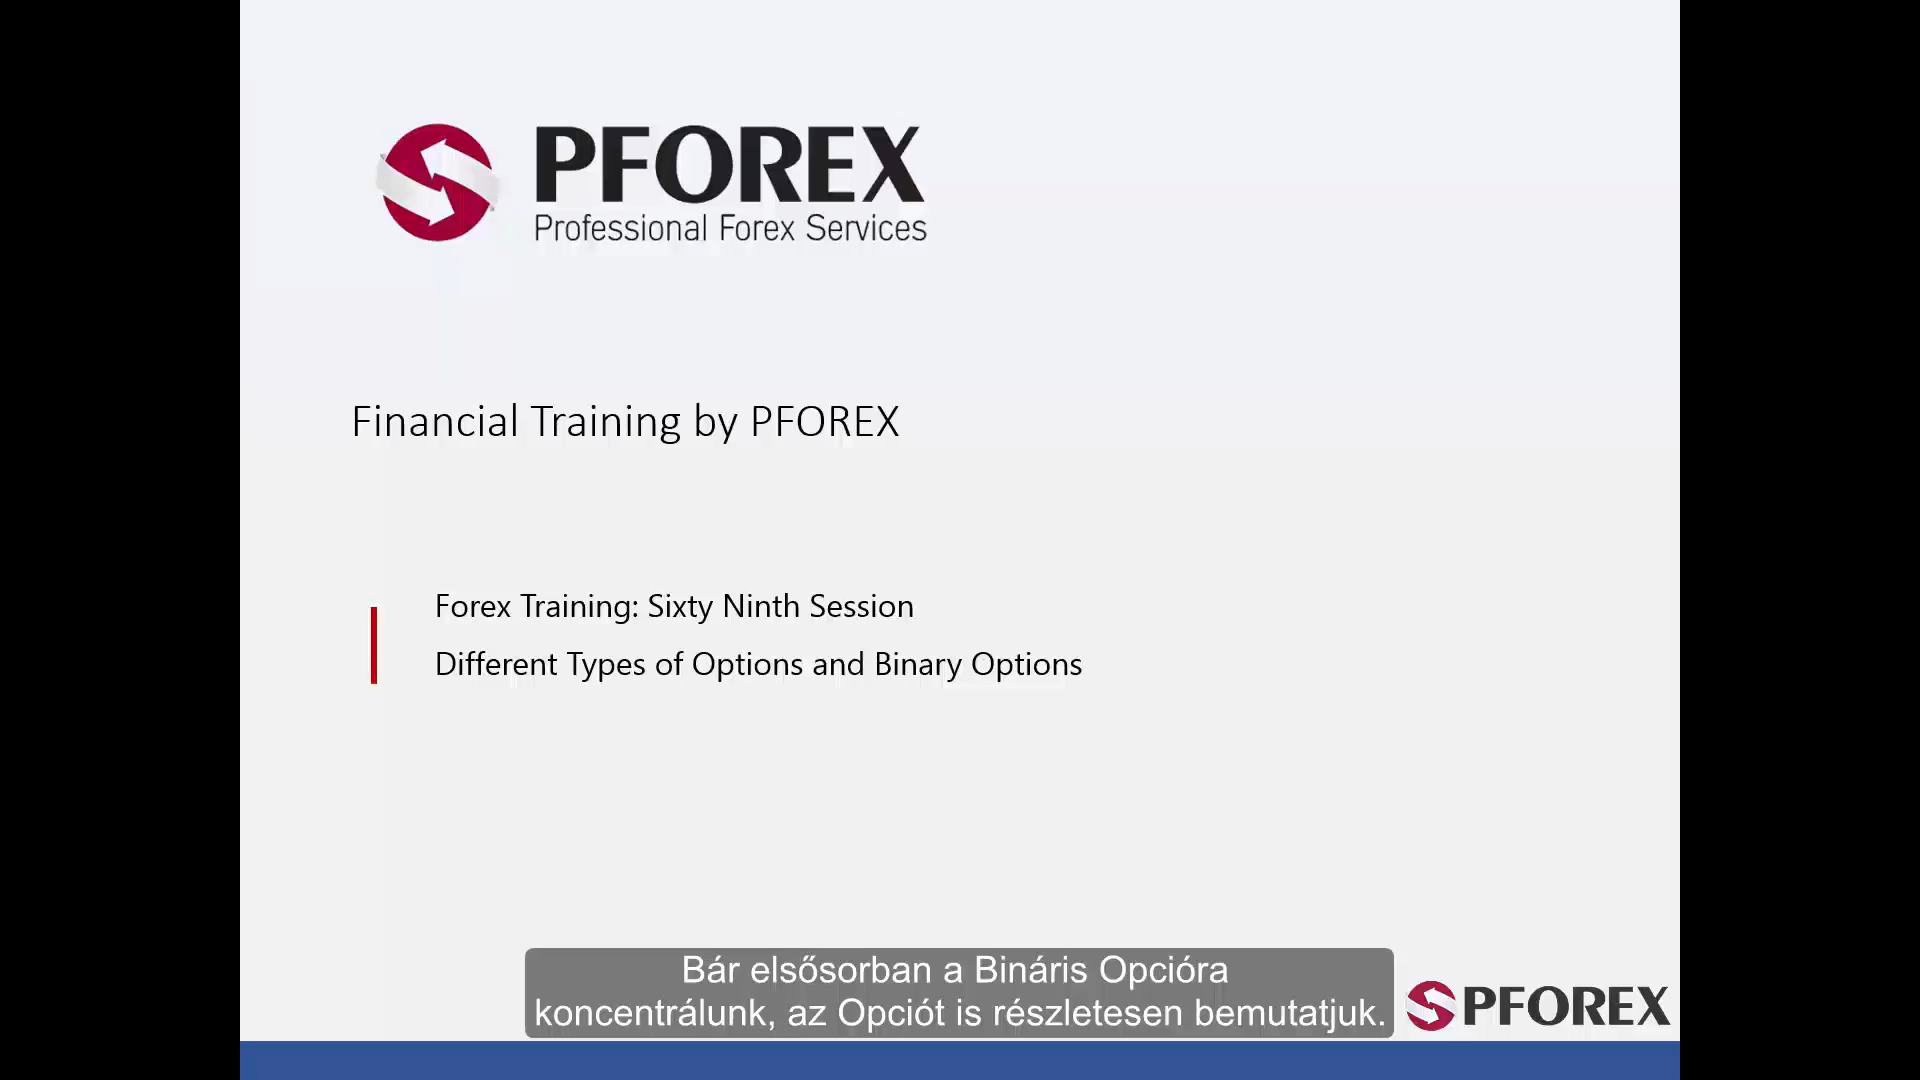 PFOREX
Professional Forex Services
Financial Training by PFOREX
Forex Training: Sixty Ninth Session
Different Types of Options and Binary Options
Bár elsősorban a Bináris Opcióra
koncentrálunk, az Opciót is részletesen bemutatjuk.
PFOREX